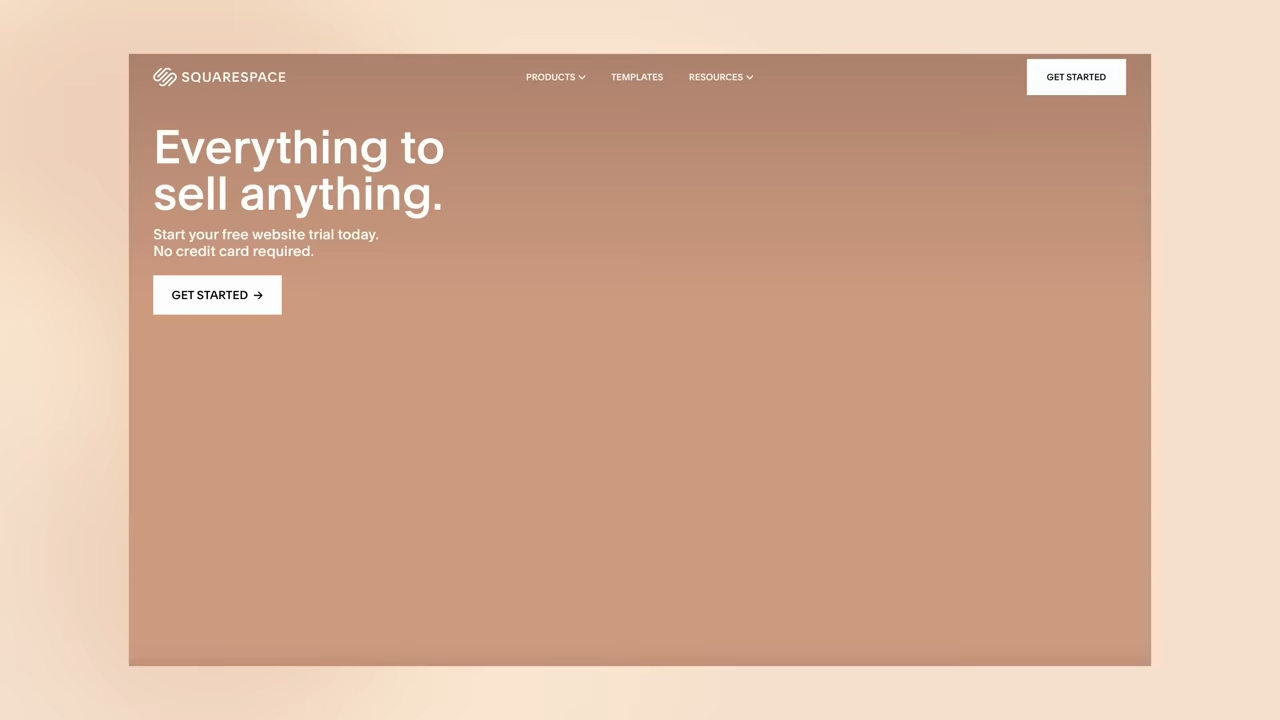 SQUARESPACE
PRODUCTS
TEMPLATES
RESOURCES
GET STARTED
Everything to
sell anything.
Start your free website trial today.
No credit card required.
GET STARTED →